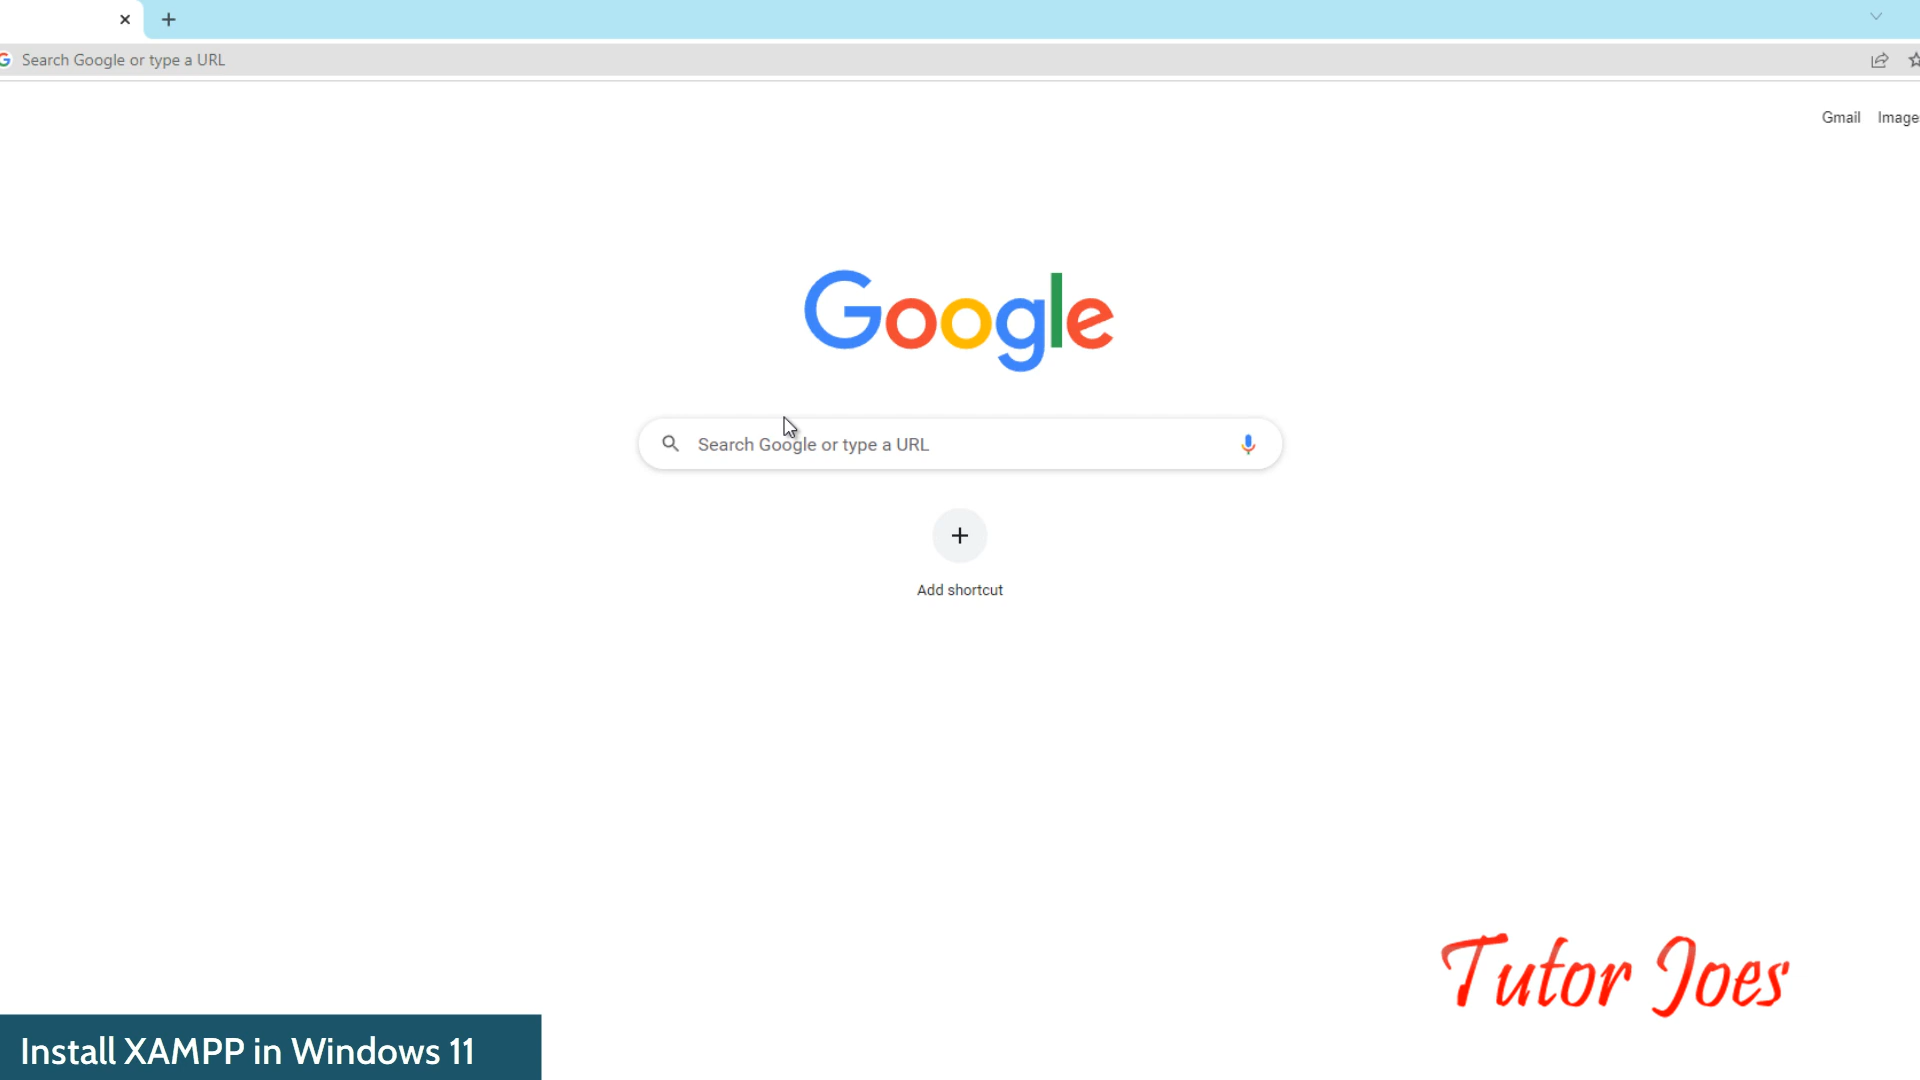 Search Google or type a URL
Gmail Images
Google
Search Google or type a URL
Add shortcut
Tutor Joes
Install XAMPP in Windows 11